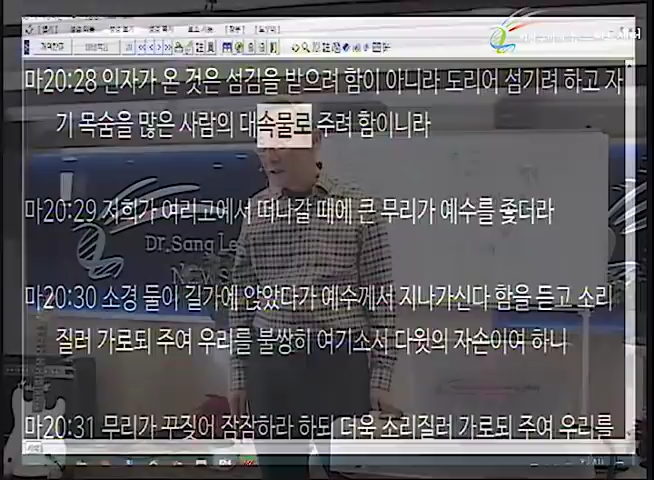 마20:28 인자가 온 것은 섬김을 받으려 함이 아니라 도리어 섬기려 하고 자
기 목숨을 많은 사람의 대속물로 주려 함이니라
마20:29 저희가 여리고에서 떠나갈 때에 큰 무리가 예수를 좇더라
Dr.Sang Le
NEWS
마20:30 소경 둘이 길가에 앉았다가 예수께서 지나가신다 함을 듣고 소리
질러 가로되 주여 우리를 불쌍히 여기소서 다윗의 자손이여 하니
마20:31 무리가 꾸짖어 잠잠하라 하되 더욱 소리질러 가로되 주여 우리를